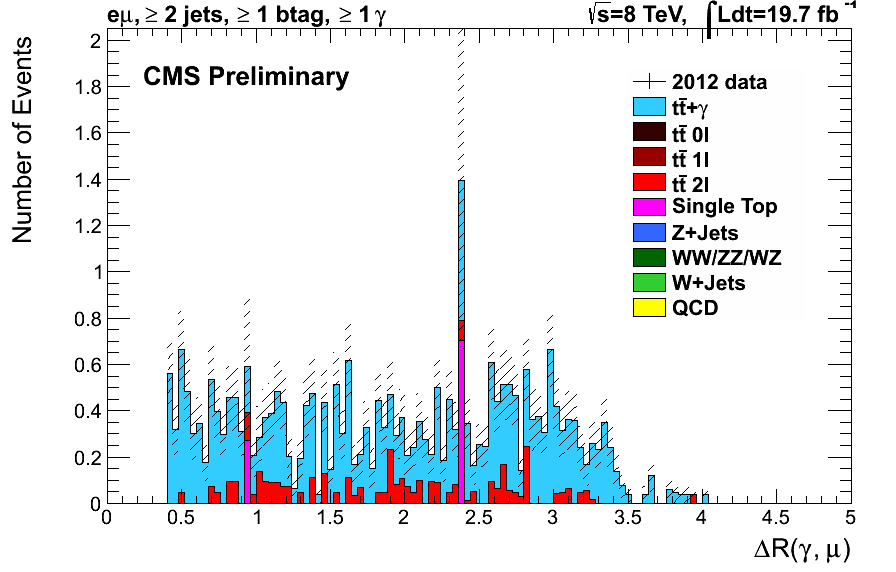 eμ, ≥ 2 jets, ≥ 1 btag, ≥ 1 γ √s=8 TeV, ∫Ldt=19.7 fb⁻¹
CMS Preliminary
Number of Events
2
1.8
1.6
1.4
1.2
1
0.8
0.6
0.4
0.2
0
2012 data
tt̄+γ
tt̄ 0l
tt̄ 1l
tt̄ 2l
Single Top
Z+Jets
WW/ZZ/WZ
W+Jets
QCD
0 0.5 1 1.5 2 2.5 3 3.5 4 4.5 5
ΔR(γ, μ)